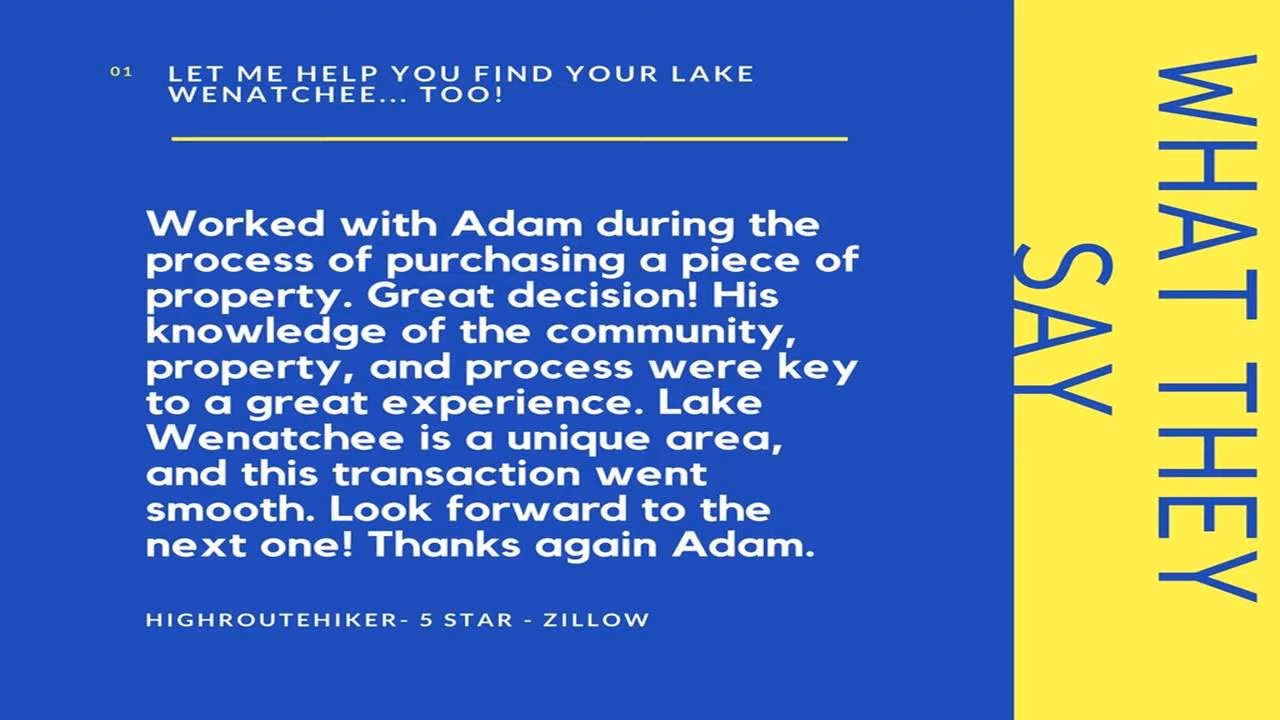 01
LET ME HELP YOU FIND YOUR LAKE
WENATCHEE... TOO!
Worked with Adam during the
process of purchasing a piece of
property. Great decision! His
knowledge of the community,
property, and process were key
to a great experience. Lake
Wenatchee is a unique area,
and this transaction went
smooth. Look forward to the
next one! Thanks again Adam.
HIGHROUTEHIKER- 5 STAR - ZILLOW
WHAT THEY
SAY